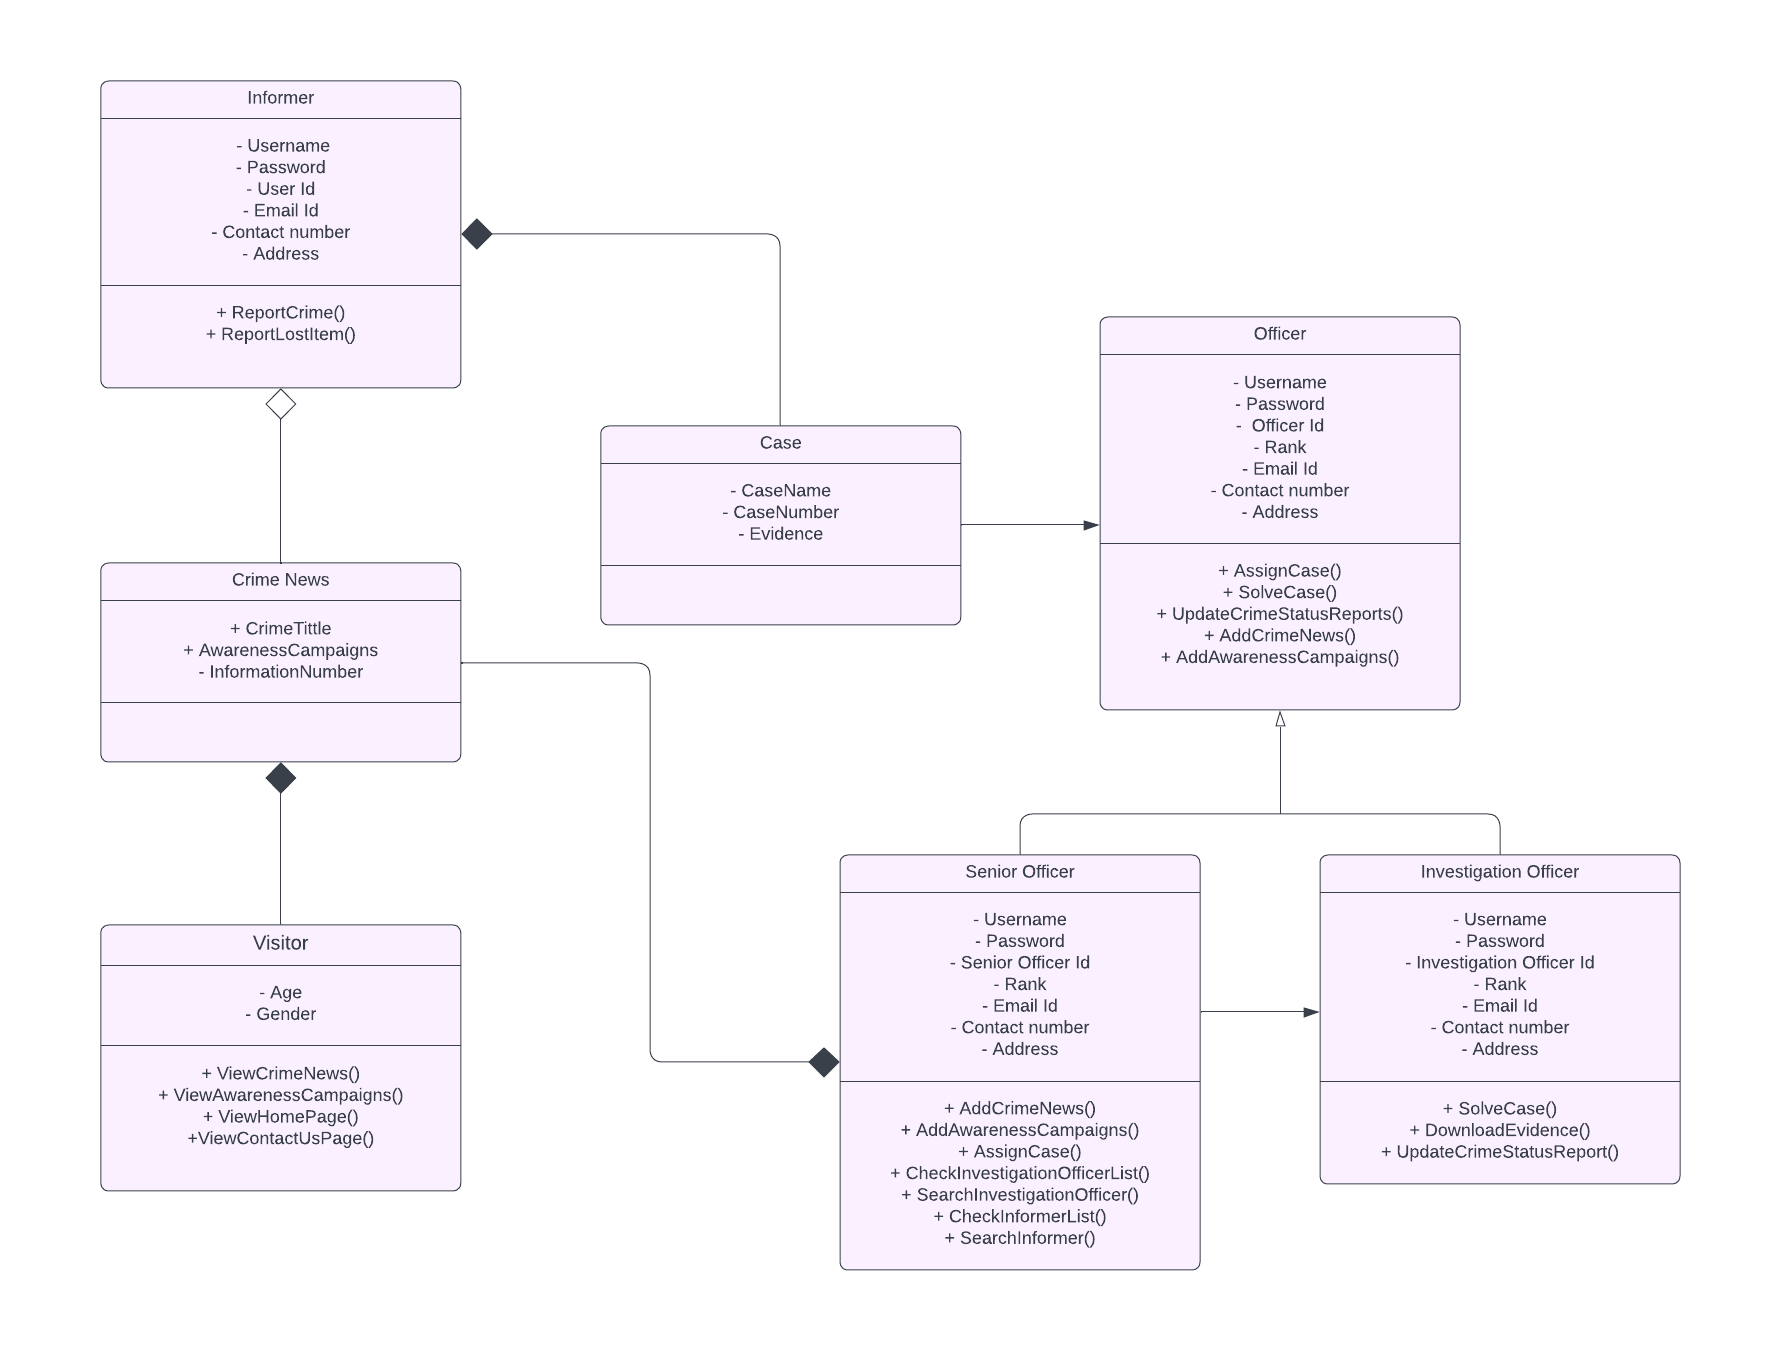 Informer
- Username
- Password
- User Id
- Email Id
- Contact number
- Address
+ ReportCrime()
+ ReportLostItem()
Case
- CaseName
- CaseNumber
- Evidence
Officer
- Username
- Password
-  Officer Id
- Rank
- Email Id
- Contact number
- Address
+ AssignCase()
+ SolveCase()
+ UpdateCrimeStatusReports()
+ AddCrimeNews()
+ AddAwarenessCampaigns()
Crime News
+ CrimeTittle
+ AwarenessCampaigns
- InformationNumber
Visitor
- Age
- Gender
+ ViewCrimeNews()
+ ViewAwarenessCampaigns()
+ ViewHomePage()
+ViewContactUsPage()
Senior Officer
- Username
- Password
- Senior Officer Id
- Rank
- Email Id
- Contact number
- Address
+ AddCrimeNews()
+ AddAwarenessCampaigns()
+ AssignCase()
+ CheckInvestigationOfficerList()
+ SearchInvestigationOfficer()
+ CheckInformerList()
+ SearchInformer()
Investigation Officer
- Username
- Password
- Investigation Officer Id
- Rank
- Email Id
- Contact number
- Address
+ SolveCase()
+ DownloadEvidence()
+ UpdateCrimeStatusReport()